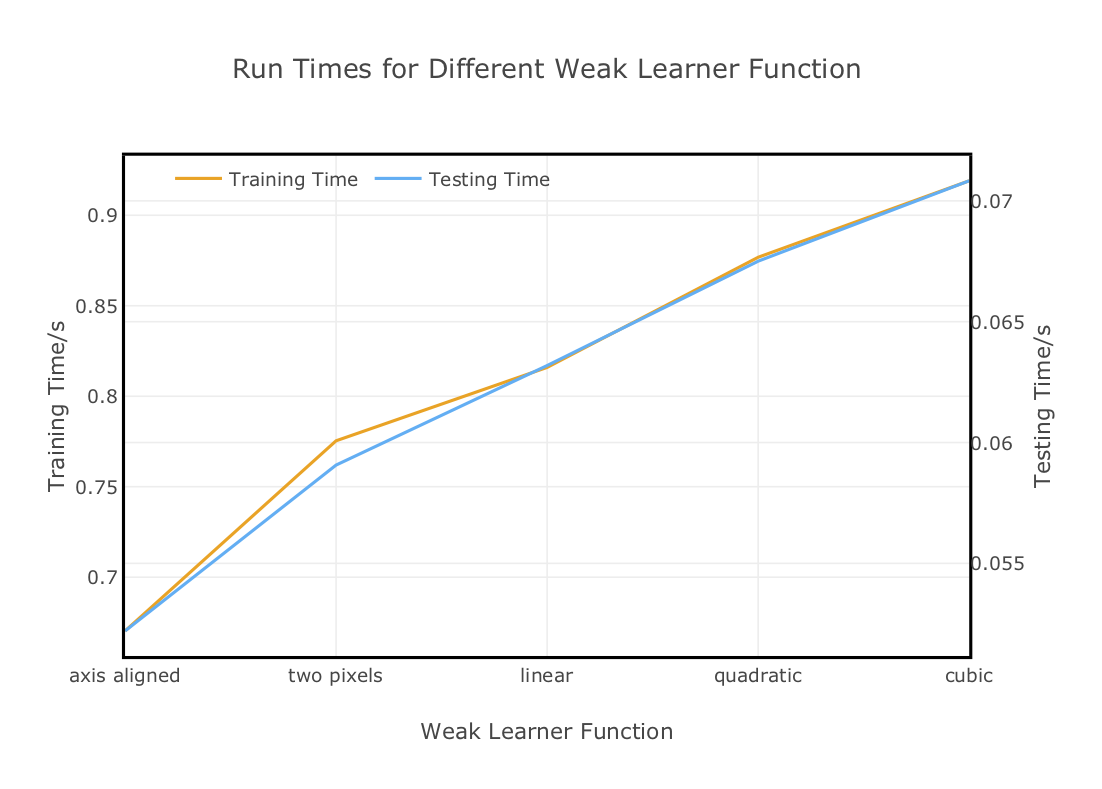 Run Times for Different Weak Learner Function
Training Time
Testing Time
0.9
0.85
0.8
0.75
0.7
Training Time/s
0.07
0.065
0.06
0.055
Testing Time/s
axis aligned
two pixels
linear
quadratic
cubic
Weak Learner Function